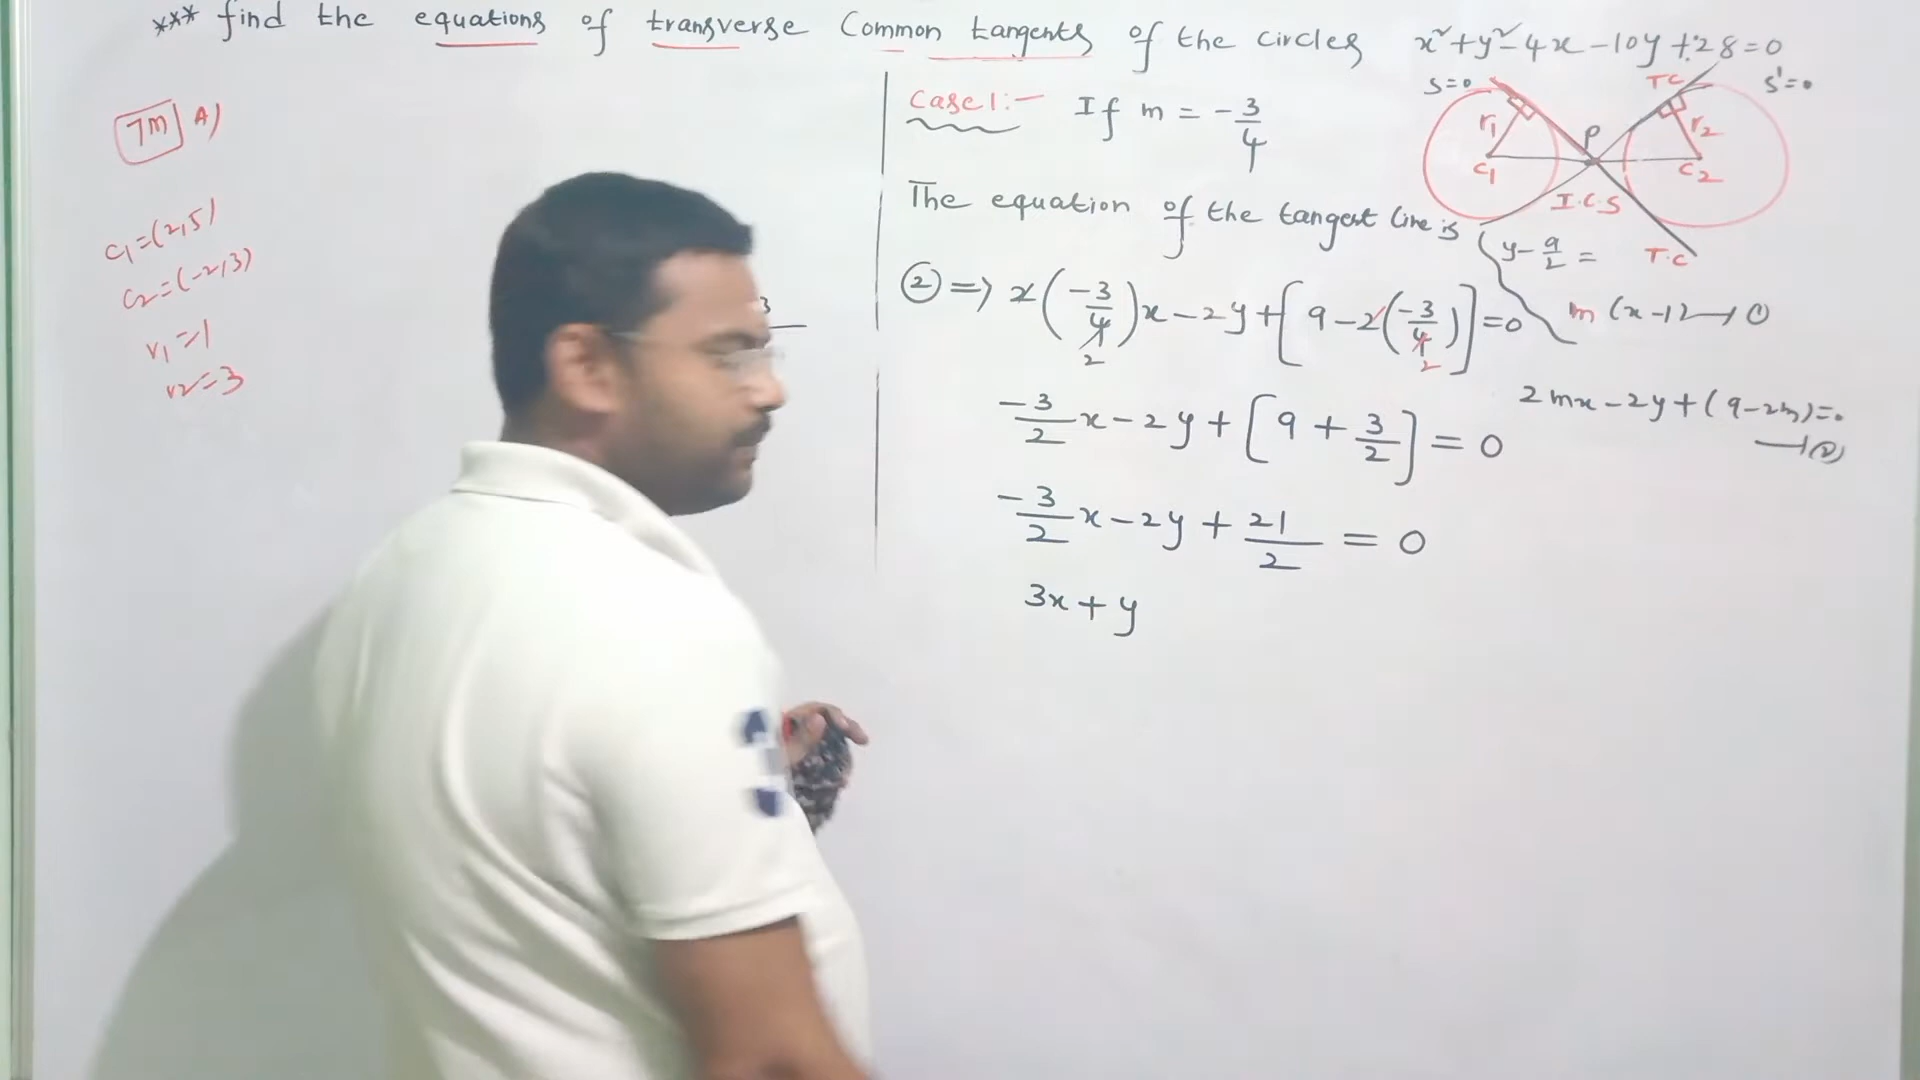 *** find the equations of transverse Common tangents of the circles x²+y²-4x-10y+28=0
7m A)
C₁=(2,5)
C₂=(-2,3)
r₁=1
r₂=3
3
Case 1:- If m = -3/4
The equation of the tangent line is
② => 2(-3/4)x-2y+[9-2(-3/4)]=0
2 2
-3/2 x-2y+[9+3/2]=0
-3/2 x-2y+21/2=0
3x+y
S=0 T.C S'=0
r₁ P r₂
C₁ C₂
I.C.S
T.C
y-9/2=
m(x-1)→①
2mx-2y+(9-2m)=0
→②